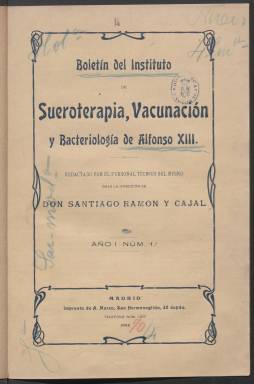 14
Boletín del Instituto
DE
Sueroterapia, Vacunación
y Bacteriología de Alfonso XIII.
REDACTADO POR EL PERSONAL TÉCNICO DEL MISMO
BAJO LA DIRECCIÓN DE
DON SANTIAGO RAMÓN Y CAJAL
AÑO I NÚM. 1.º
MADRID
Imprenta de A. Marzo, San Hermenegildo, 32 dupdo.